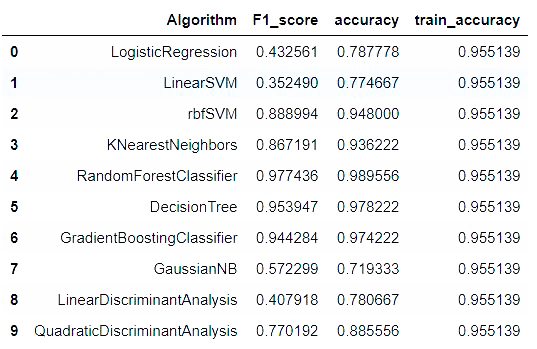 Algorithm F1_score accuracy train_accuracy
0 LogisticRegression 0.432561 0.787778 0.955139
1 LinearSVM 0.352490 0.774667 0.955139
2 rbfSVM 0.888994 0.948000 0.955139
3 KNearestNeighbors 0.867191 0.936222 0.955139
4 RandomForestClassifier 0.977436 0.989556 0.955139
5 DecisionTree 0.953947 0.978222 0.955139
6 GradientBoostingClassifier 0.944284 0.974222 0.955139
7 GaussianNB 0.572299 0.719333 0.955139
8 LinearDiscriminantAnalysis 0.407918 0.780667 0.955139
9 QuadraticDiscriminantAnalysis 0.770192 0.885556 0.955139